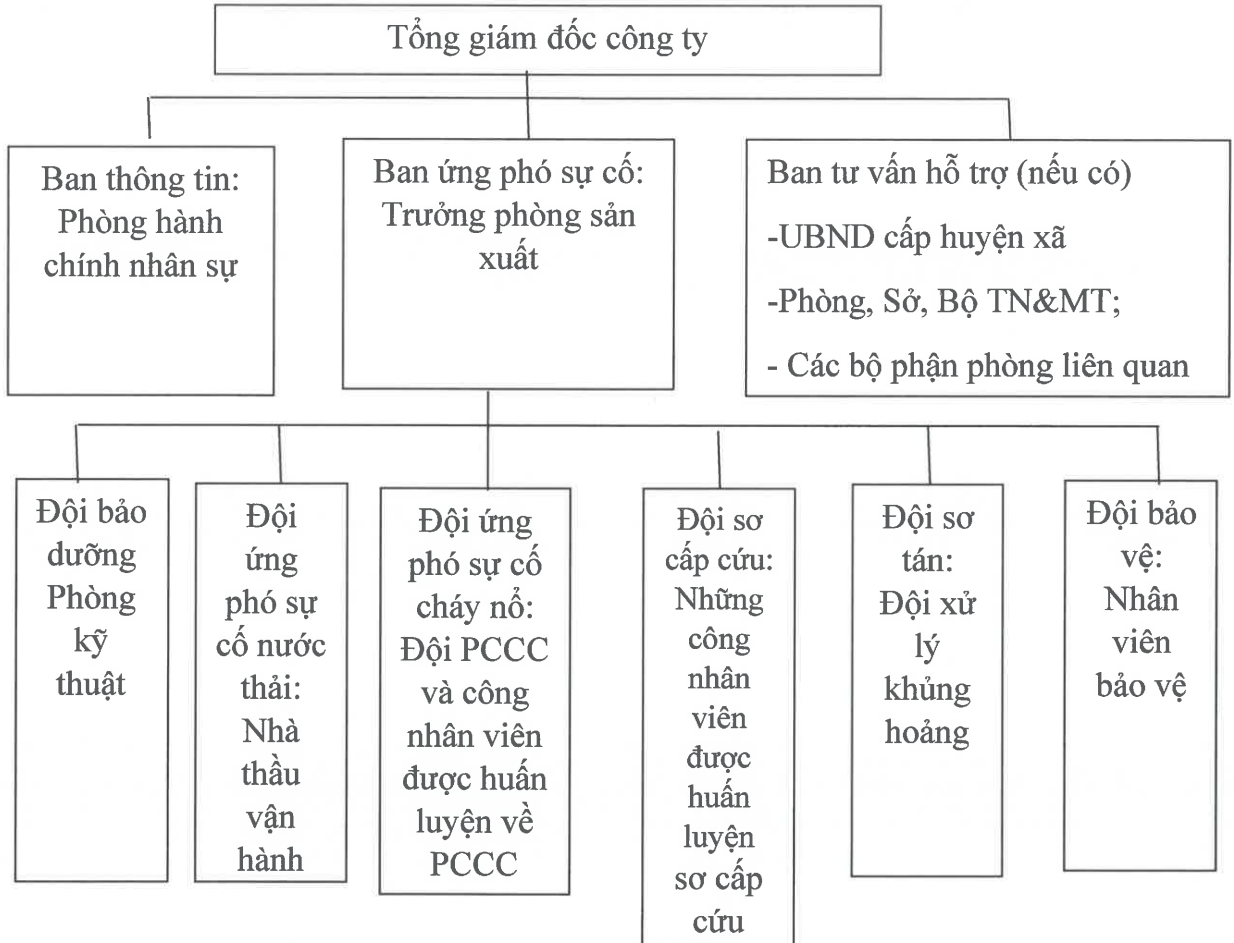 Tổng giám đốc công ty
Ban thông tin:
Phòng hành
chính nhân sự
Ban ứng phó sự cố:
Trưởng phòng sản
xuất
Ban tư vấn hỗ trợ (nếu có)
-UBND cấp huyện xã
-Phòng, Sở, Bộ TN&MT;
- Các bộ phận phòng liên quan
Đội bảo
dưỡng
Phòng
kỹ
thuật
Đội
ứng
phó sự
cố nước
thải:
Nhà
thầu
vận
hành
Đội ứng
phó sự cố
cháy nổ:
Đội PCCC
và công
nhân viên
được huấn
luyện về
PCCC
Đội sơ
cấp cứu:
Những
công
nhân
viên
được
huấn
luyện
sơ cấp
cứu
Đội sơ
tán:
Đội xử
lý
khủng
hoảng
Đội bảo
vệ:
Nhân
viên
bảo vệ